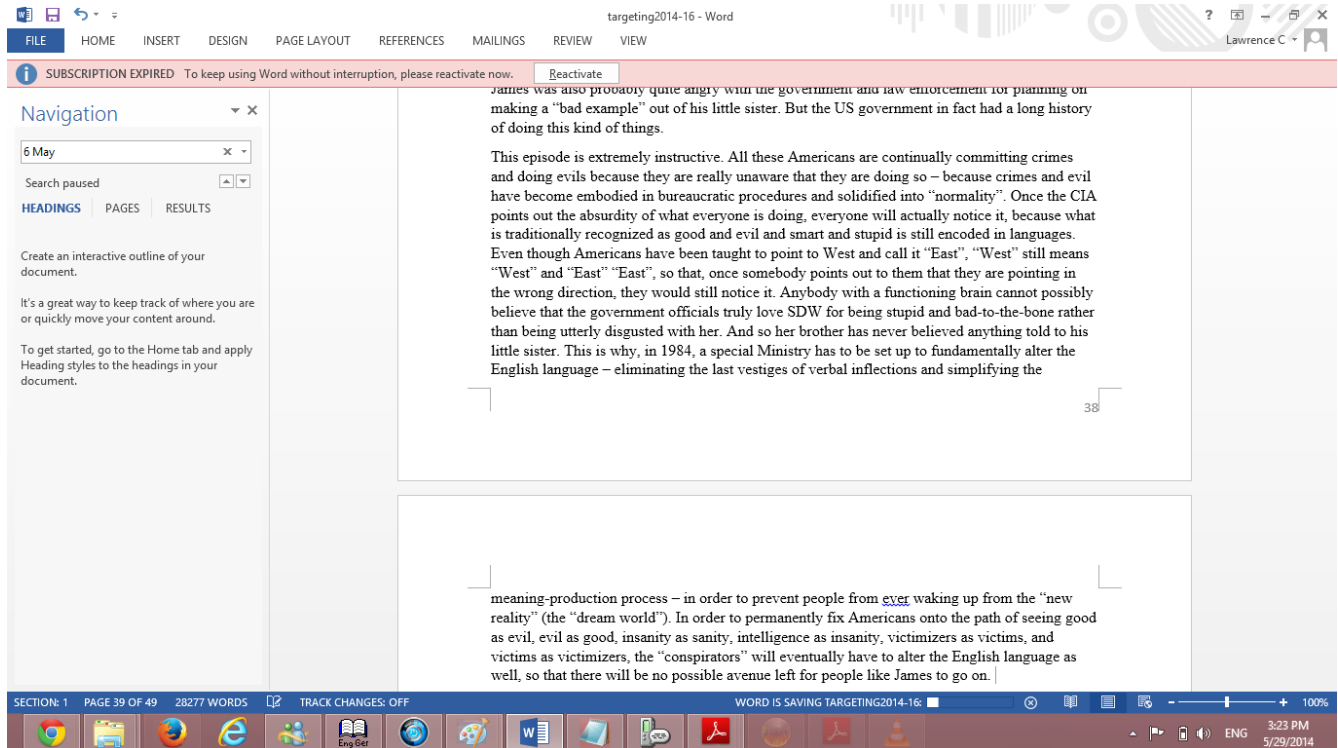 targeting2014-16 - Word
?
FILE HOME INSERT DESIGN PAGE LAYOUT REFERENCES MAILINGS REVIEW VIEW
Lawrence C
SUBSCRIPTION EXPIRED To keep using Word without interruption, please reactivate now. Reactivate
Navigation
6 May
Search paused
HEADINGS PAGES RESULTS
Create an interactive outline of your
document.
It's a great way to keep track of where you are
or quickly move your content around.
To get started, go to the Home tab and apply
Heading styles to the headings in your
document.
James was also probably quite angry with the government and law enforcement for planning on
making a “bad example” out of his little sister. But the US government in fact had a long history
of doing this kind of things.
This episode is extremely instructive. All these Americans are continually committing crimes
and doing evils because they are really unaware that they are doing so – because crimes and evil
have become embodied in bureaucratic procedures and solidified into “normality”. Once the CIA
points out the absurdity of what everyone is doing, everyone will actually notice it, because what
is traditionally recognized as good and evil and smart and stupid is still encoded in languages.
Even though Americans have been taught to point to West and call it “East”, “West” still means
“West” and “East” “East”, so that, once somebody points out to them that they are pointing in
the wrong direction, they would still notice it. Anybody with a functioning brain cannot possibly
believe that the government officials truly love SDW for being stupid and bad-to-the-bone rather
than being utterly disgusted with her. And so her brother has never believed anything told to his
little sister. This is why, in 1984, a special Ministry has to be set up to fundamentally alter the
English language – eliminating the last vestiges of verbal inflections and simplifying the
38
meaning-production process – in order to prevent people from ever waking up from the “new
reality” (the “dream world”). In order to permanently fix Americans onto the path of seeing good
as evil, evil as good, insanity as sanity, intelligence as insanity, victimizers as victims, and
victims as victimizers, the “conspirators” will eventually have to alter the English language as
well, so that there will be no possible avenue left for people like James to go on.
SECTION: 1 PAGE 39 OF 49 28277 WORDS TRACK CHANGES: OFF WORD IS SAVING TARGETING2014-16: 100%
Eng Ger
ENG
3:23 PM
5/29/2014